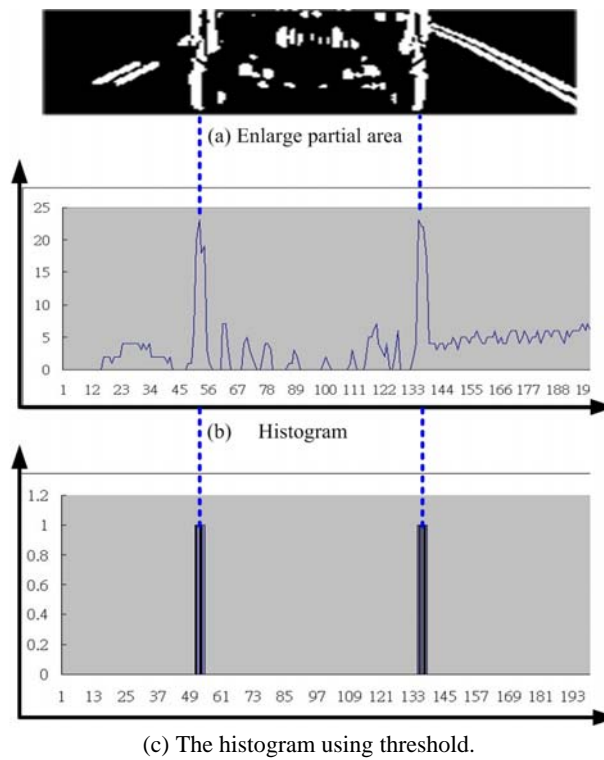 (a) Enlarge partial area
25
20
15
10
5
0
1 12 23 34 45 56 67 78 89 100 111 122 133 144 155 166 177 188 19
(b) Histogram
1.2
1
0.8
0.6
0.4
0.2
0
1 13 25 37 49 61 73 85 97 109 121 133 145 157 169 181 193
(c) The histogram using threshold.